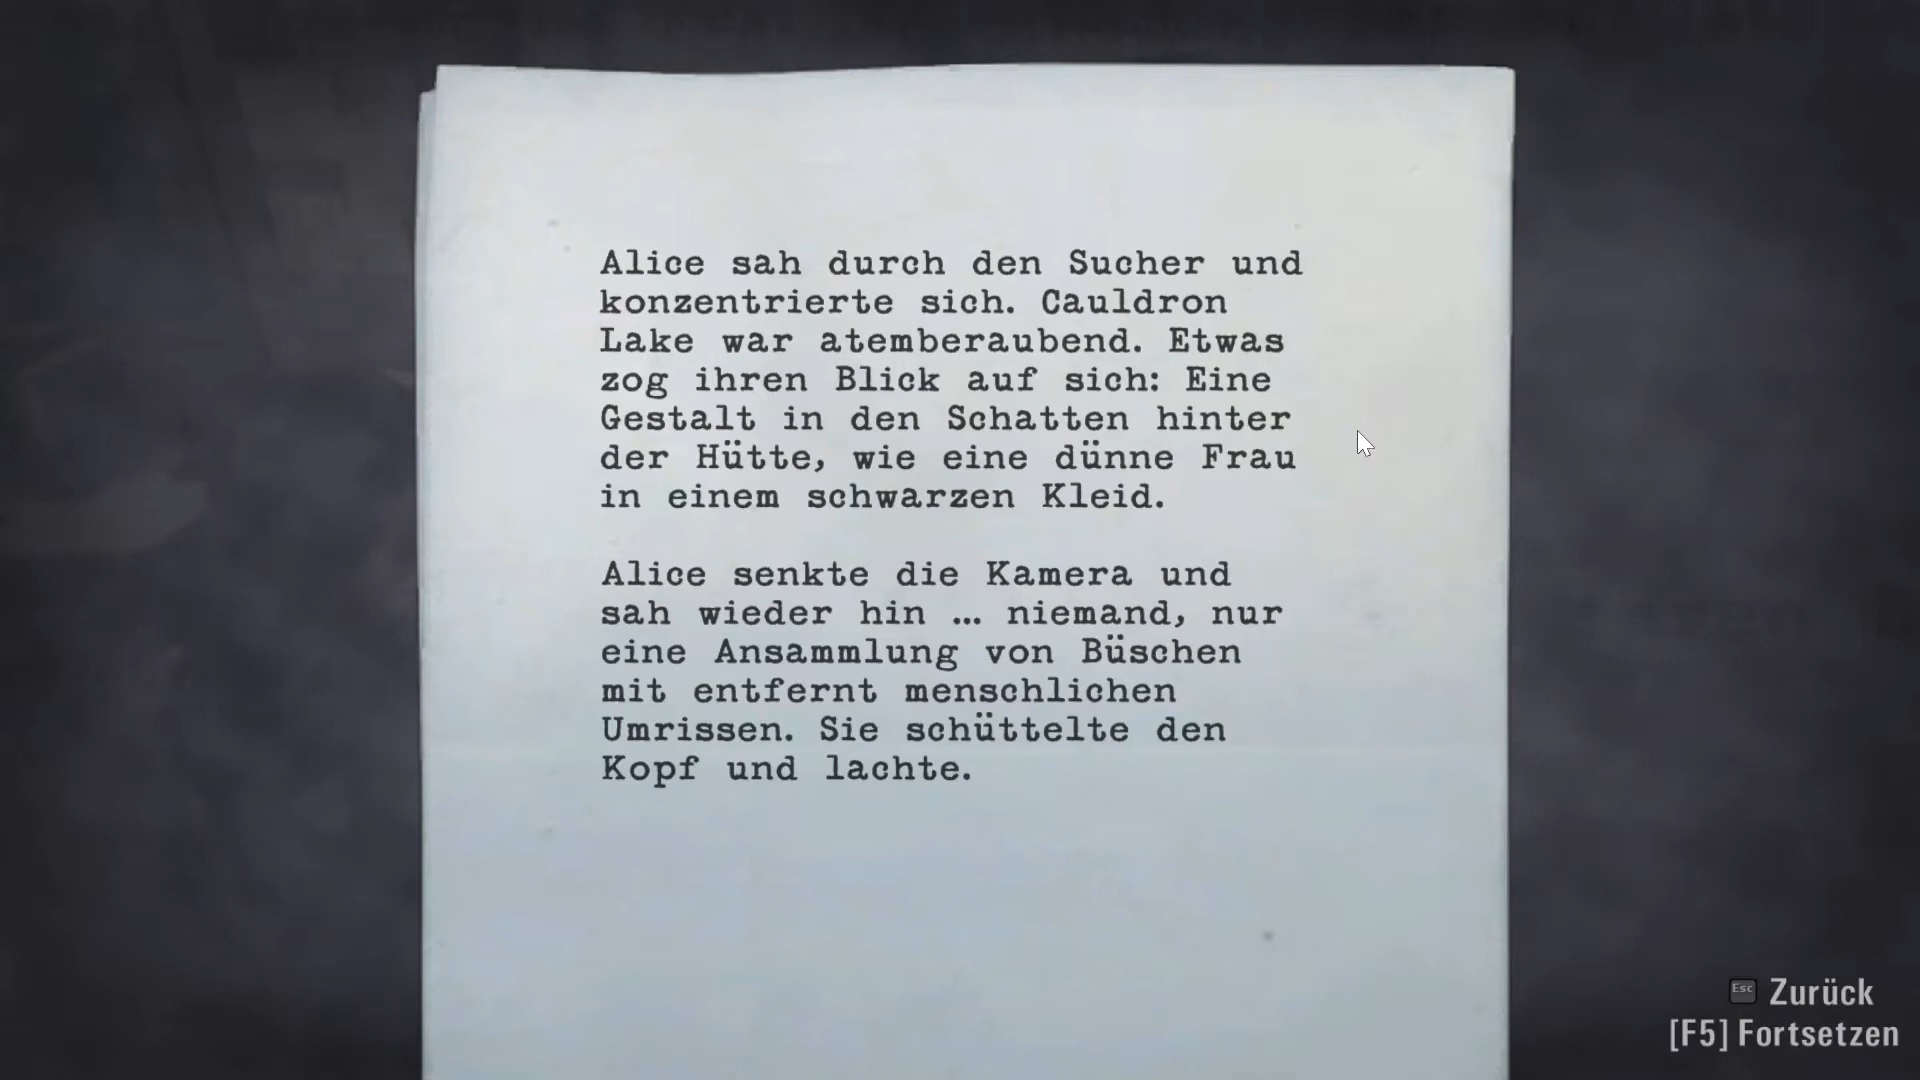 Alice sah durch den Sucher und
konzentrierte sich. Cauldron
Lake war atemberaubend. Etwas
zog ihren Blick auf sich: Eine
Gestalt in den Schatten hinter
der Hütte, wie eine dünne Frau
in einem schwarzen Kleid.
Alice senkte die Kamera und
sah wieder hin … niemand, nur
eine Ansammlung von Büschen
mit entfernt menschlichen
Umrissen. Sie schüttelte den
Kopf und lachte.
Esc Zurück
[F5] Fortsetzen